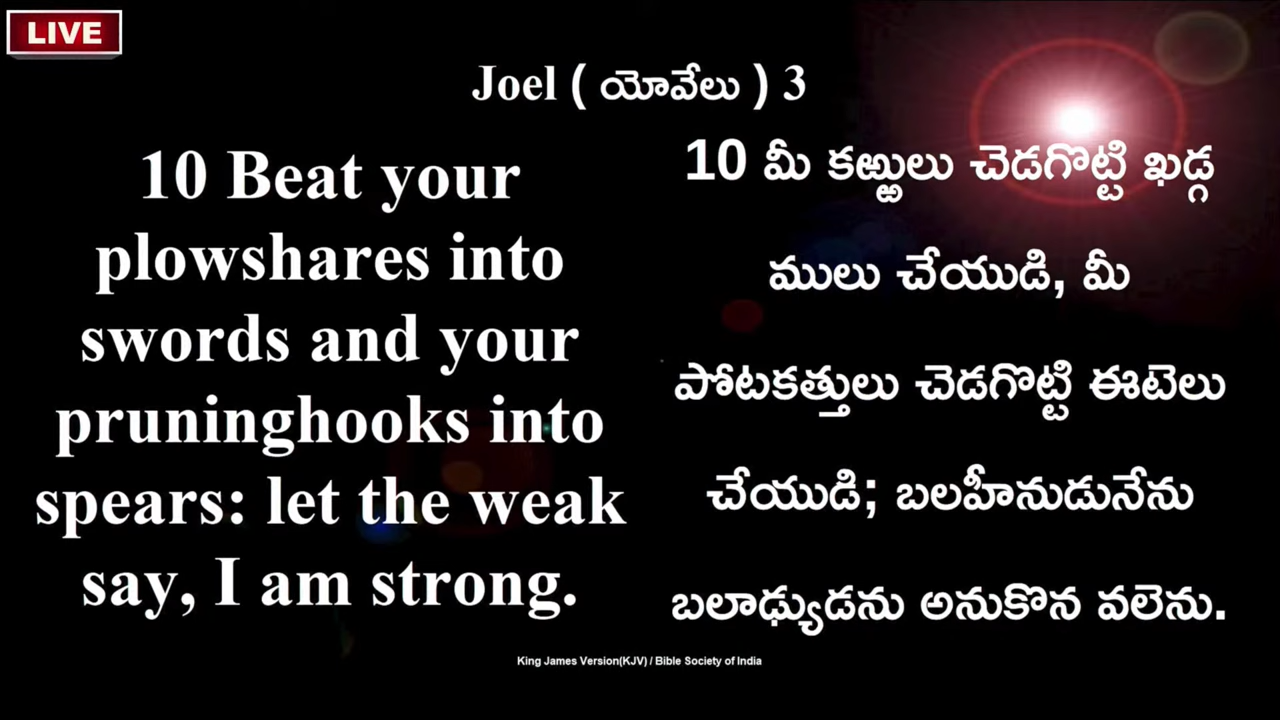 LIVE
Joel ( యోవేలు ) 3
10 Beat your
plowshares into
swords and your
pruninghooks into
spears: let the weak
say, I am strong.
10 మీ కఱ్ఱులు చెడగొట్టి ఖడ్గ
ములు చేయుడి, మీ
పోటకత్తులు చెడగొట్టి ఈటెలు
చేయుడి; బలహీనుడునేను
బలాఢ్యుడను అనుకొన వలెను.
King James Version(KJV) / Bible Society of India